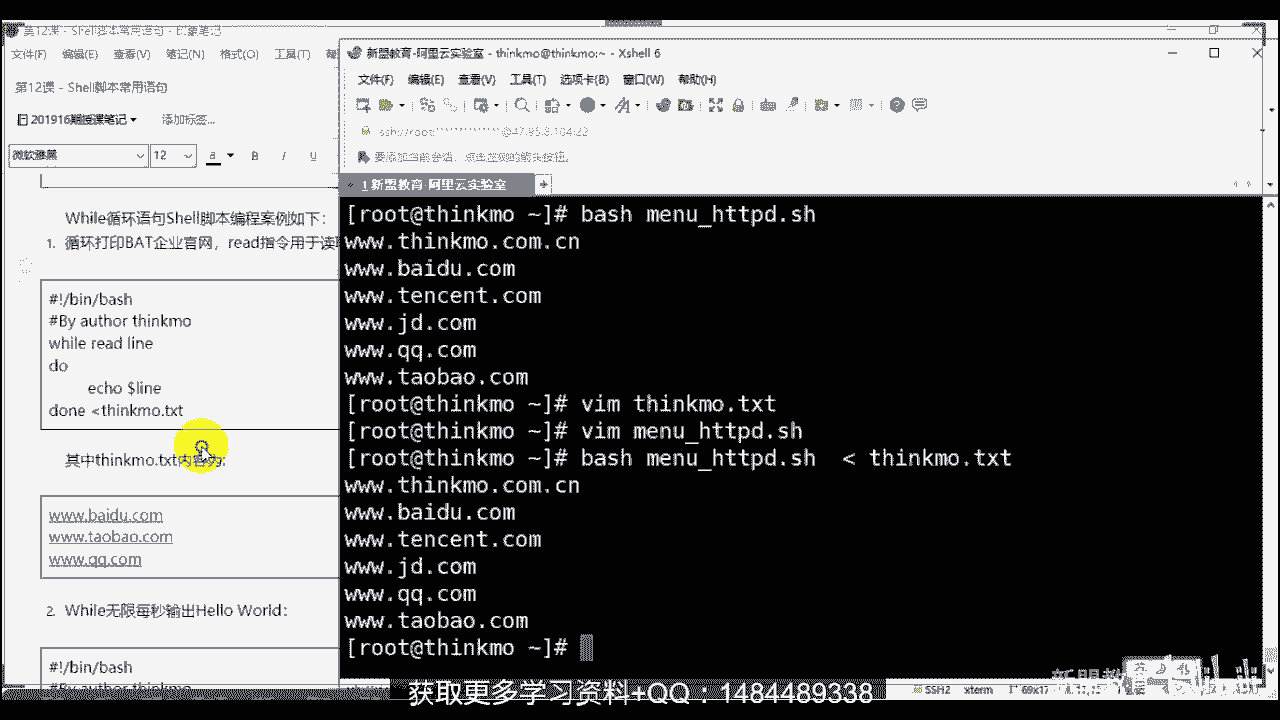 第12课 - Shell脚本常用语句 - 印象笔记
文件(F) 编辑(E) 查看(V) 笔记(N) 格式(O) 工具(T)
第12课 - Shell脚本常用语句
201916期授课笔记 添加标签...
微软雅黑 12 a B I U
While循环语句Shell脚本编程案例如下:
1. 循环打印BAT企业官网，read指令用于读
#!/bin/bash
#By author thinkmo
while read line
do
echo $line
done <thinkmo.txt
其中thinkmo.txt内容为:
www.baidu.com
www.taobao.com
www.qq.com
2. While无限每秒输出Hello World:
#!/bin/bash
#By author thinkmo
新盟教育-阿里云实验室 - thinkmo@thinkmo:~ - Xshell 6
文件(F) 编辑(E) 查看(V) 工具(T) 选项卡(B) 窗口(W) 帮助(H)
要添加当前会话，点击左侧的箭头按钮。
1 新盟教育-阿里云实验室
[root@thinkmo ~]# bash menu_httpd.sh
www.thinkmo.com.cn
www.baidu.com
www.tencent.com
www.jd.com
www.qq.com
www.taobao.com
[root@thinkmo ~]# vim thinkmo.txt
[root@thinkmo ~]# vim menu_httpd.sh
[root@thinkmo ~]# bash menu_httpd.sh  < thinkmo.txt
www.thinkmo.com.cn
www.baidu.com
www.tencent.com
www.jd.com
www.qq.com
www.taobao.com
[root@thinkmo ~]#
SSH2 xterm
获取更多学习资料+QQ：1484489338